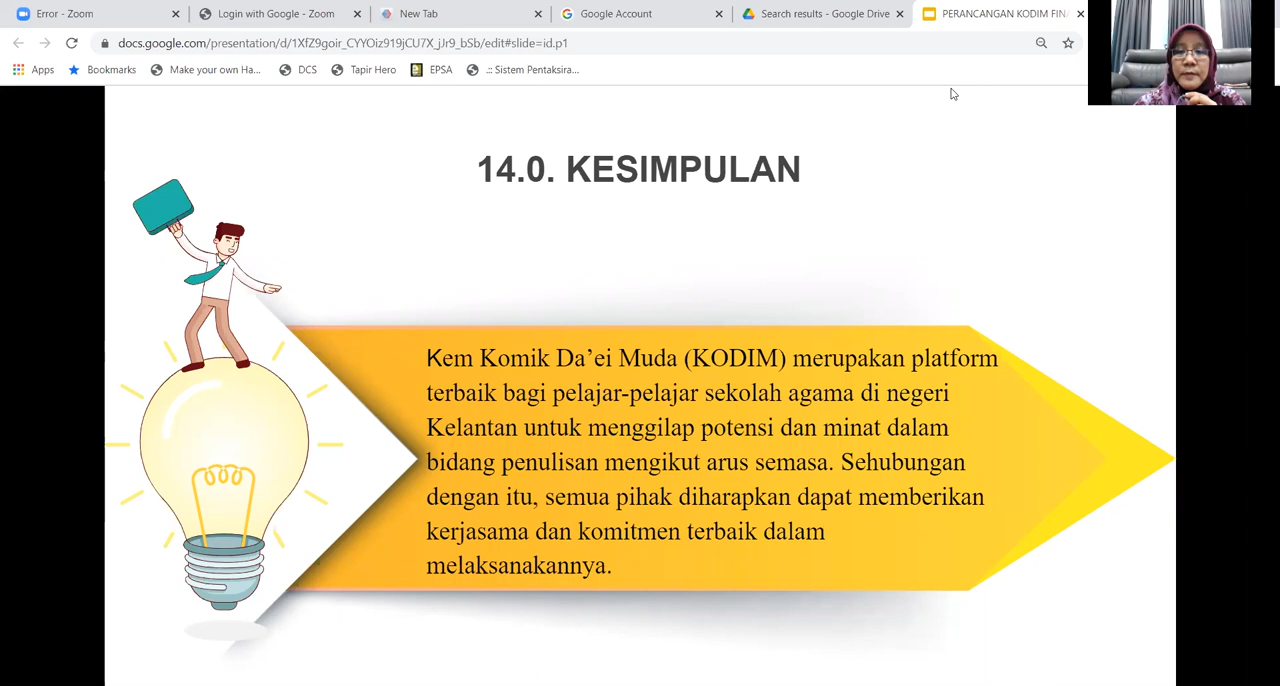 Error - Zoom
Login with Google - Zoom
New Tab
Google Account
Search results - Google Drive
PERANCANGAN KODIM FIN
docs.google.com/presentation/d/1XfZ9goir_CYYOiz919jCU7X_jJr9_bSb/edit#slide=id.p1
Apps
Bookmarks
Make your own Ha...
DCS
Tapir Hero
EPSA
.:: Sistem Pentaksira...
14.0. KESIMPULAN
Kem Komik Da’ei Muda (KODIM) merupakan platform
terbaik bagi pelajar-pelajar sekolah agama di negeri
Kelantan untuk menggilap potensi dan minat dalam
bidang penulisan mengikut arus semasa. Sehubungan
dengan itu, semua pihak diharapkan dapat memberikan
kerjasama dan komitmen terbaik dalam
melaksanakannya.